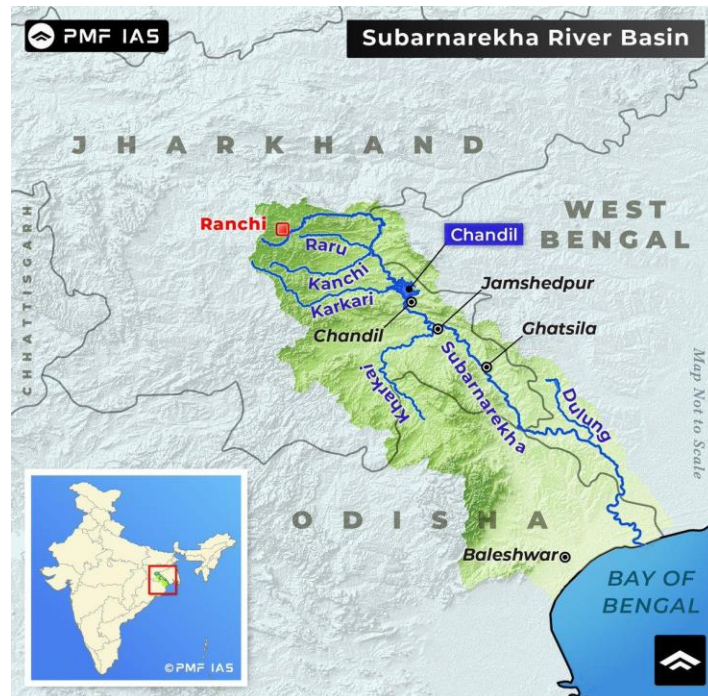 PMF IAS
Subarnarekha River Basin
JHARKHAND
WEST
BENGAL
Ranchi
Raru
Chandil
Kanchi
Jamshedpur
Karkari
Chandil
Ghatsila
CHHATTISGARH
Kharkai
Subarnarekha
Dulung
Map Not to Scale
ODISHA
Baleshwar
BAY OF
BENGAL
©PMF IAS